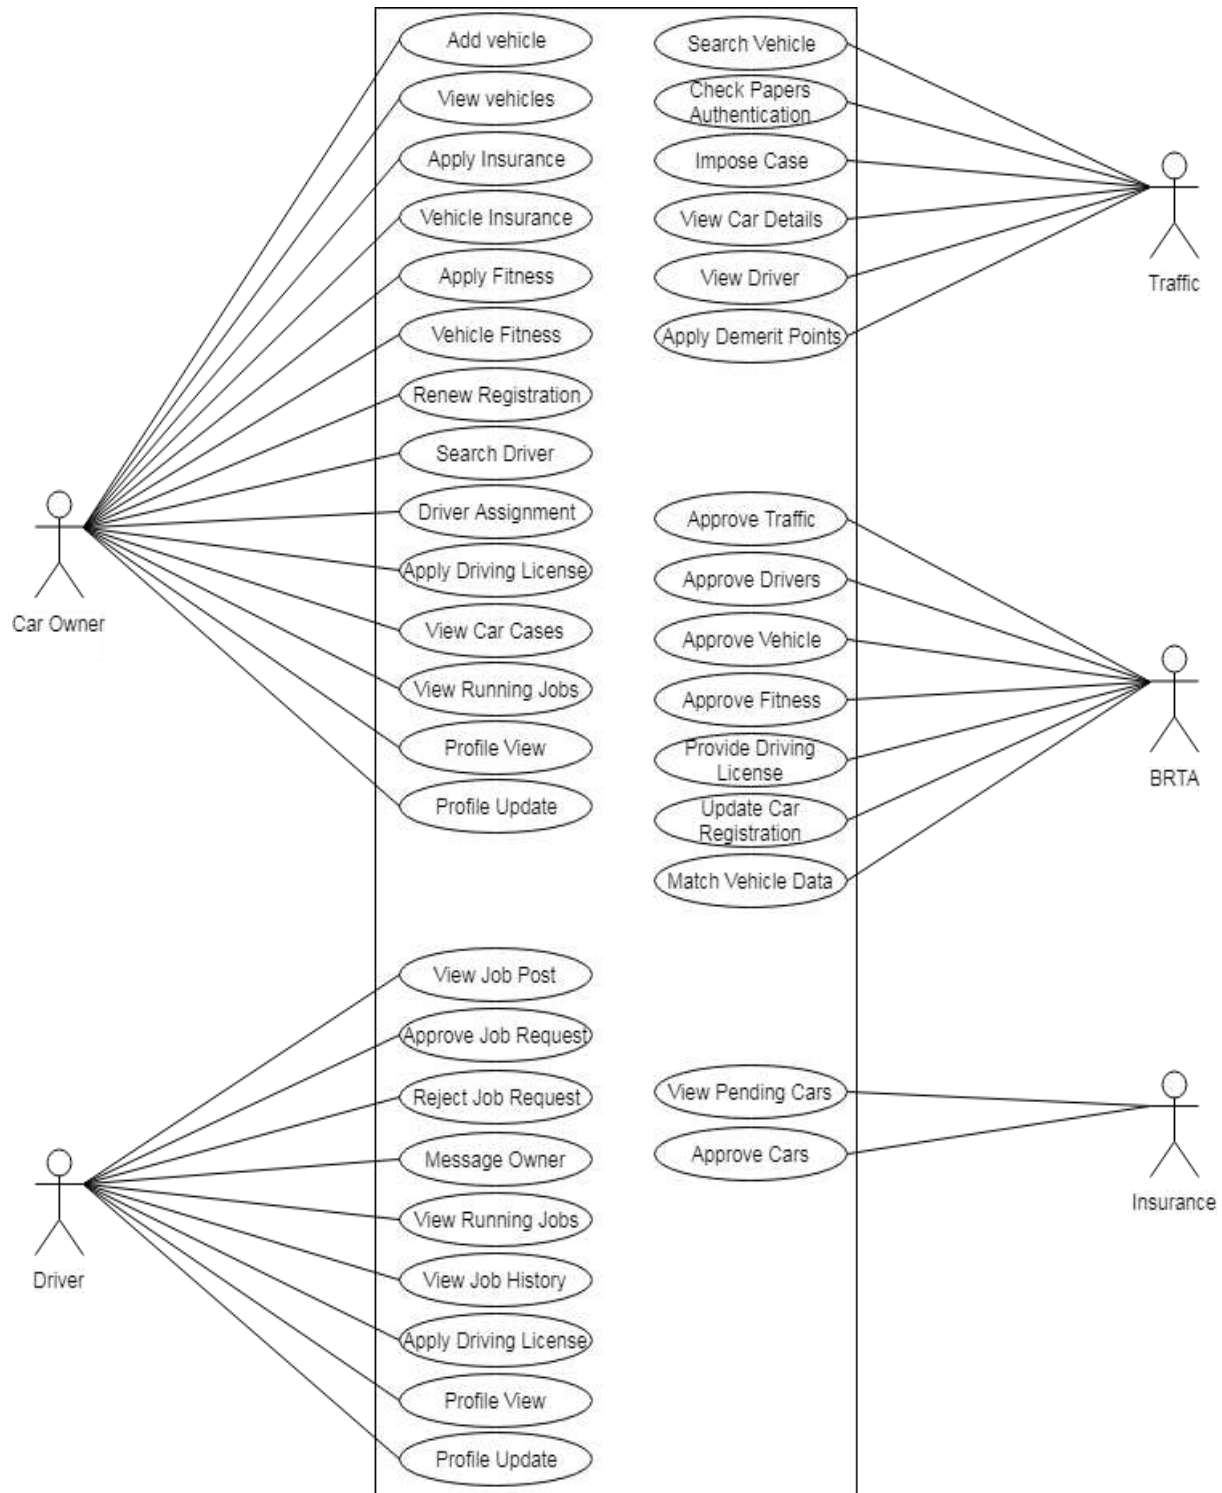 Add vehicle
View vehicles
Apply Insurance
Vehicle Insurance
Apply Fitness
Vehicle Fitness
Renew Registration
Search Driver
Driver Assignment
Apply Driving License
View Car Cases
View Running Jobs
Profile View
Profile Update
Car Owner
Search Vehicle
Check Papers
Authentication
Impose Case
View Car Details
View Driver
Apply Demerit Points
Traffic
Approve Traffic
Approve Drivers
Approve Vehicle
Approve Fitness
Provide Driving
License
Update Car
Registration
Match Vehicle Data
BRTA
View Job Post
Approve Job Request
Reject Job Request
Message Owner
View Running Jobs
View Job History
Apply Driving License
Profile View
Profile Update
Driver
View Pending Cars
Approve Cars
Insurance